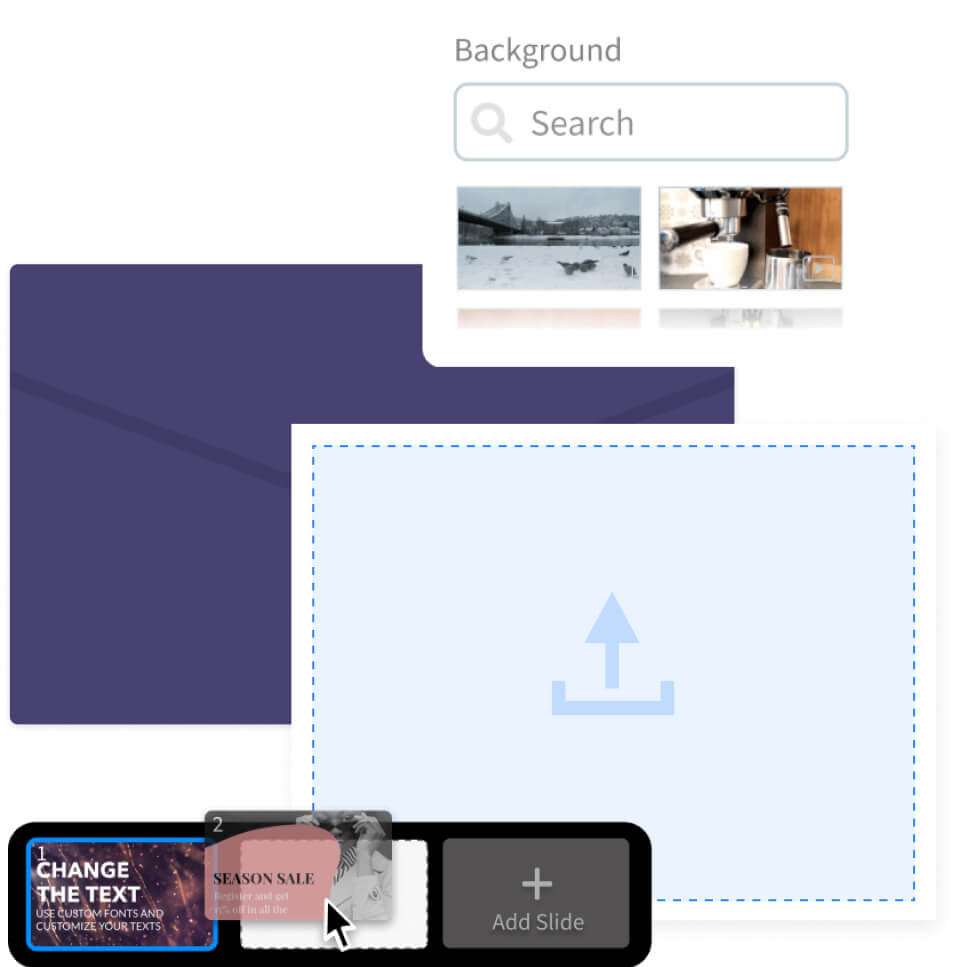 Background
Search
1
CHANGE
THE TEXT
USE CUSTOM FONTS AND
CUSTOMIZE YOUR TEXTS
2
SEASON SALE
Register and get
15% off in all the
Add Slide